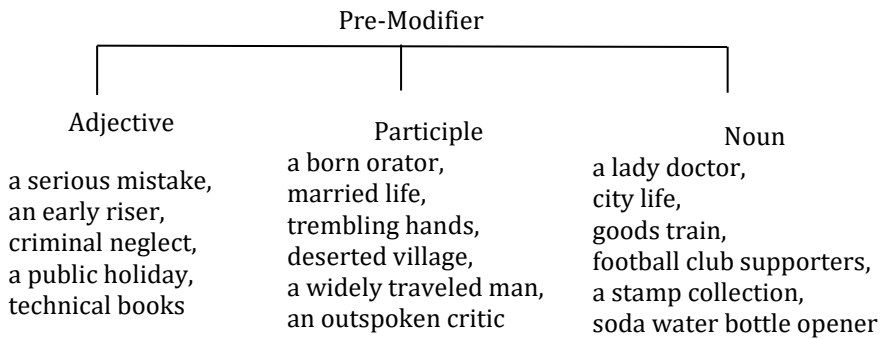 Pre-Modifier
Adjective
a serious mistake,
an early riser,
criminal neglect,
a public holiday,
technical books
Participle
a born orator,
married life,
trembling hands,
deserted village,
a widely traveled man,
an outspoken critic
Noun
a lady doctor,
city life,
goods train,
football club supporters,
a stamp collection,
soda water bottle opener